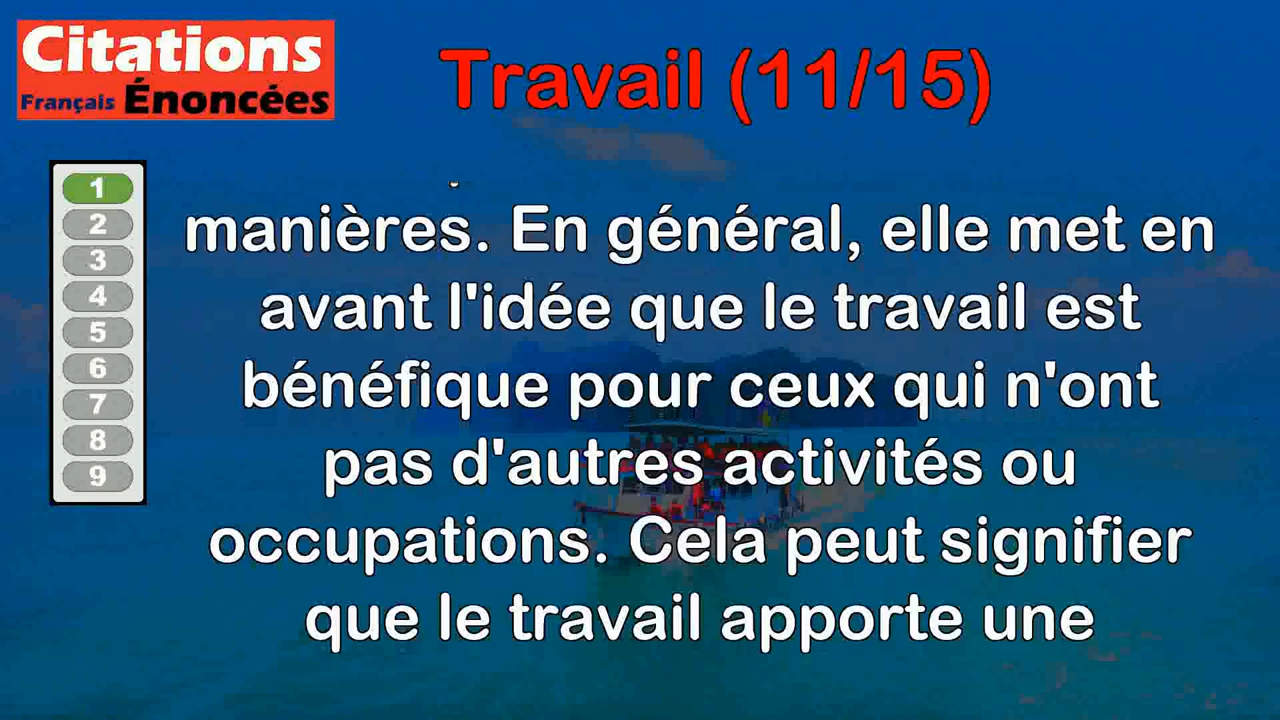 Citations
Français Énoncées
Travail (11/15)
1
2
3
4
5
6
7
8
9
manières. En général, elle met en
avant l'idée que le travail est
bénéfique pour ceux qui n'ont
pas d'autres activités ou
occupations. Cela peut signifier
que le travail apporte une